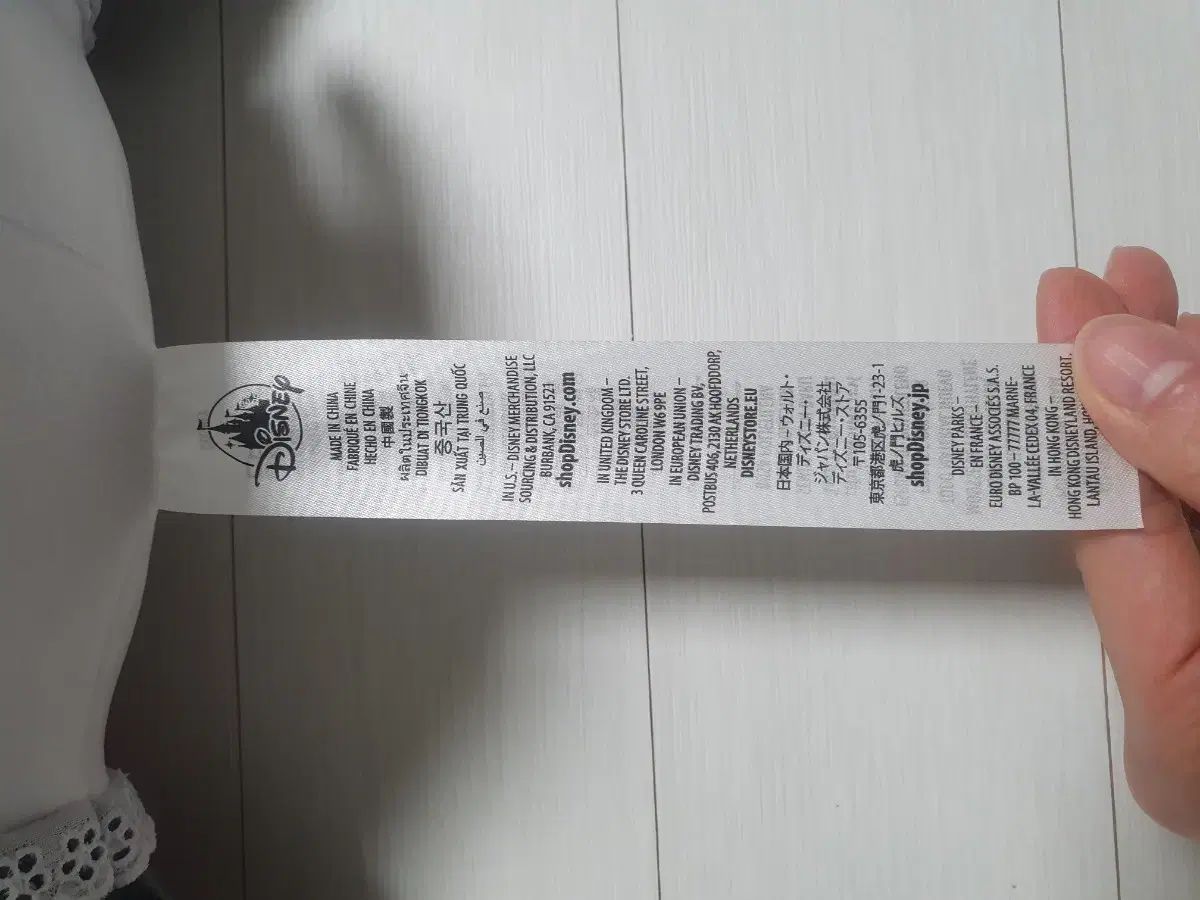 Disney
MADE IN CHINA
FABRIQUÉ EN CHINE
HECHO EN CHINA
中國製
ผลิตในประเทศจีน
DIBUAT DI TIONGKOK
중국산
SẢN XUẤT TẠI TRUNG QUỐC
صنع في الصين
IN U.S. – DISNEY MERCHANDISE
SOURCING & DISTRIBUTION, LLC
BURBANK, CA 91521
shopDisney.com
IN UNITED KINGDOM –
THE DISNEY STORE LTD.
3 QUEEN CAROLINE STREET,
LONDON W6 9PE
IN EUROPEAN UNION –
DISNEY TRADING BV,
POSTBUS 406, 2130 AK HOOFDDORP,
NETHERLANDS
DISNEYSTORE.EU
日本国内 – ウォルト・
ディズニー・
ジャパン株式会社
ディズニー・ストア
〒105-6355
東京都港区虎ノ門1-23-1
虎ノ門ヒルズ
shopDisney.jp
DISNEY PARKS –
EN FRANCE –
EURO DISNEY ASSOCIÉS S.A.S.
BP 100 – 77777 MARNE-
LA-VALLÉE CEDEX 04, FRANCE
IN HONG KONG –
HONG KONG DISNEYLAND RESORT,
LANTAU ISLAND,